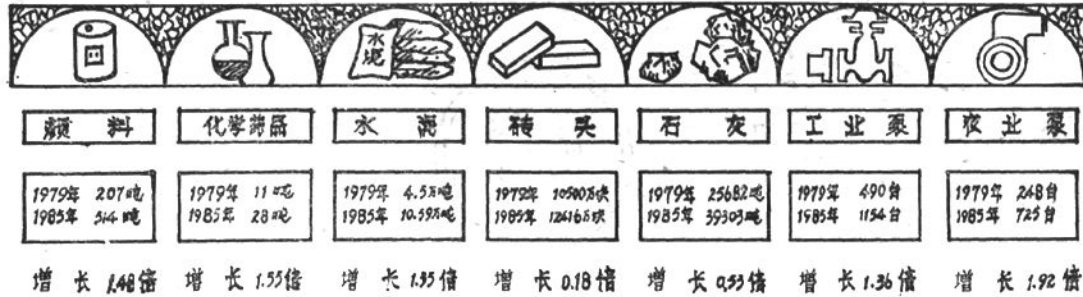 水泥
颜料 化学药品 水泥 砖头 石灰 工业泵 农业泵
1979年 207吨 1979年 11吨 1979年 4.5万吨 1979年 10500万块 1979年 25682吨 1979年 490台 1979年 248台
1985年 514吨 1985年 28吨 1985年 10.59万吨 1985年 12416万块 1985年 39303吨 1985年 1154台 1985年 725台
增长1.48倍 增长1.55倍 增长1.35倍 增长0.18倍 增长0.53倍 增长1.36倍 增长1.92倍